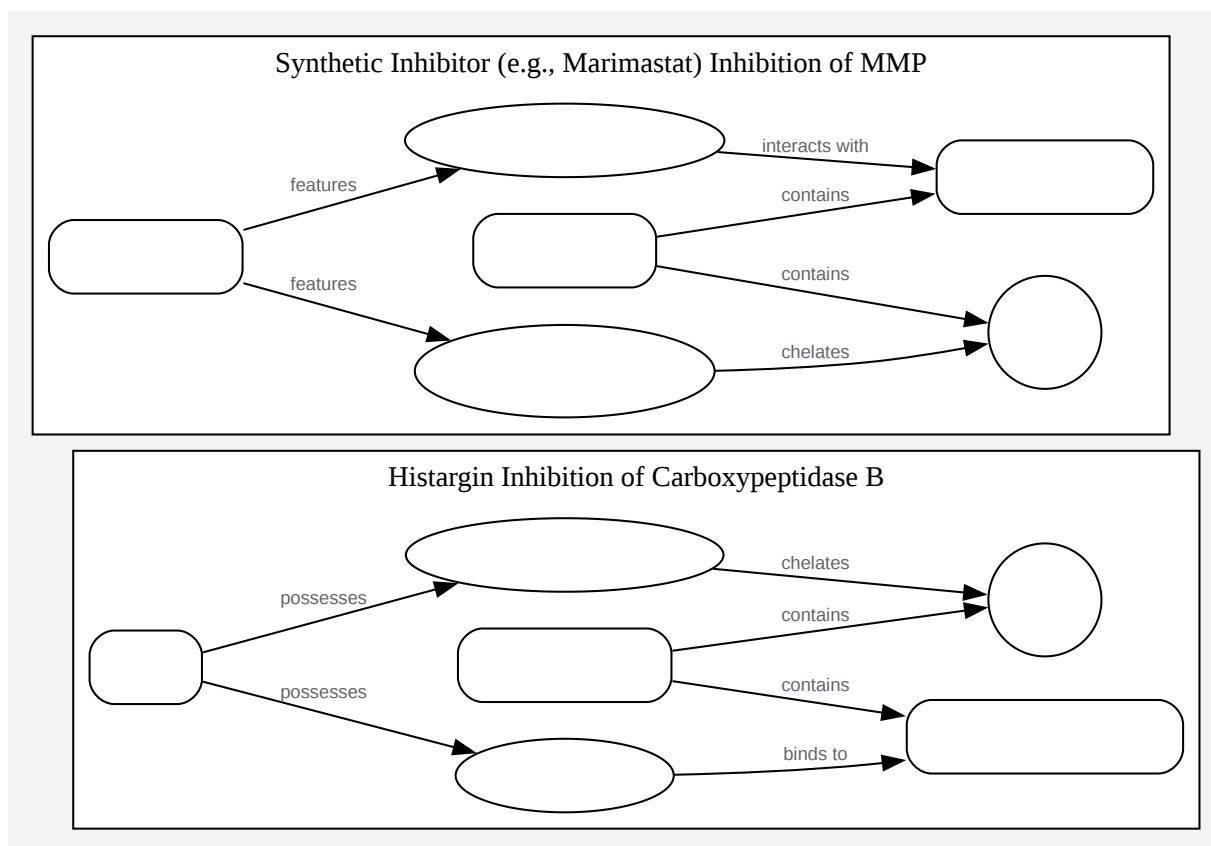 Synthetic Inhibitor (e.g., Marimastat) Inhibition of MMP
interacts with
features
contains
contains
features
chelates
Histargin Inhibition of Carboxypeptidase B
chelates
possesses
contains
contains
possesses
binds to